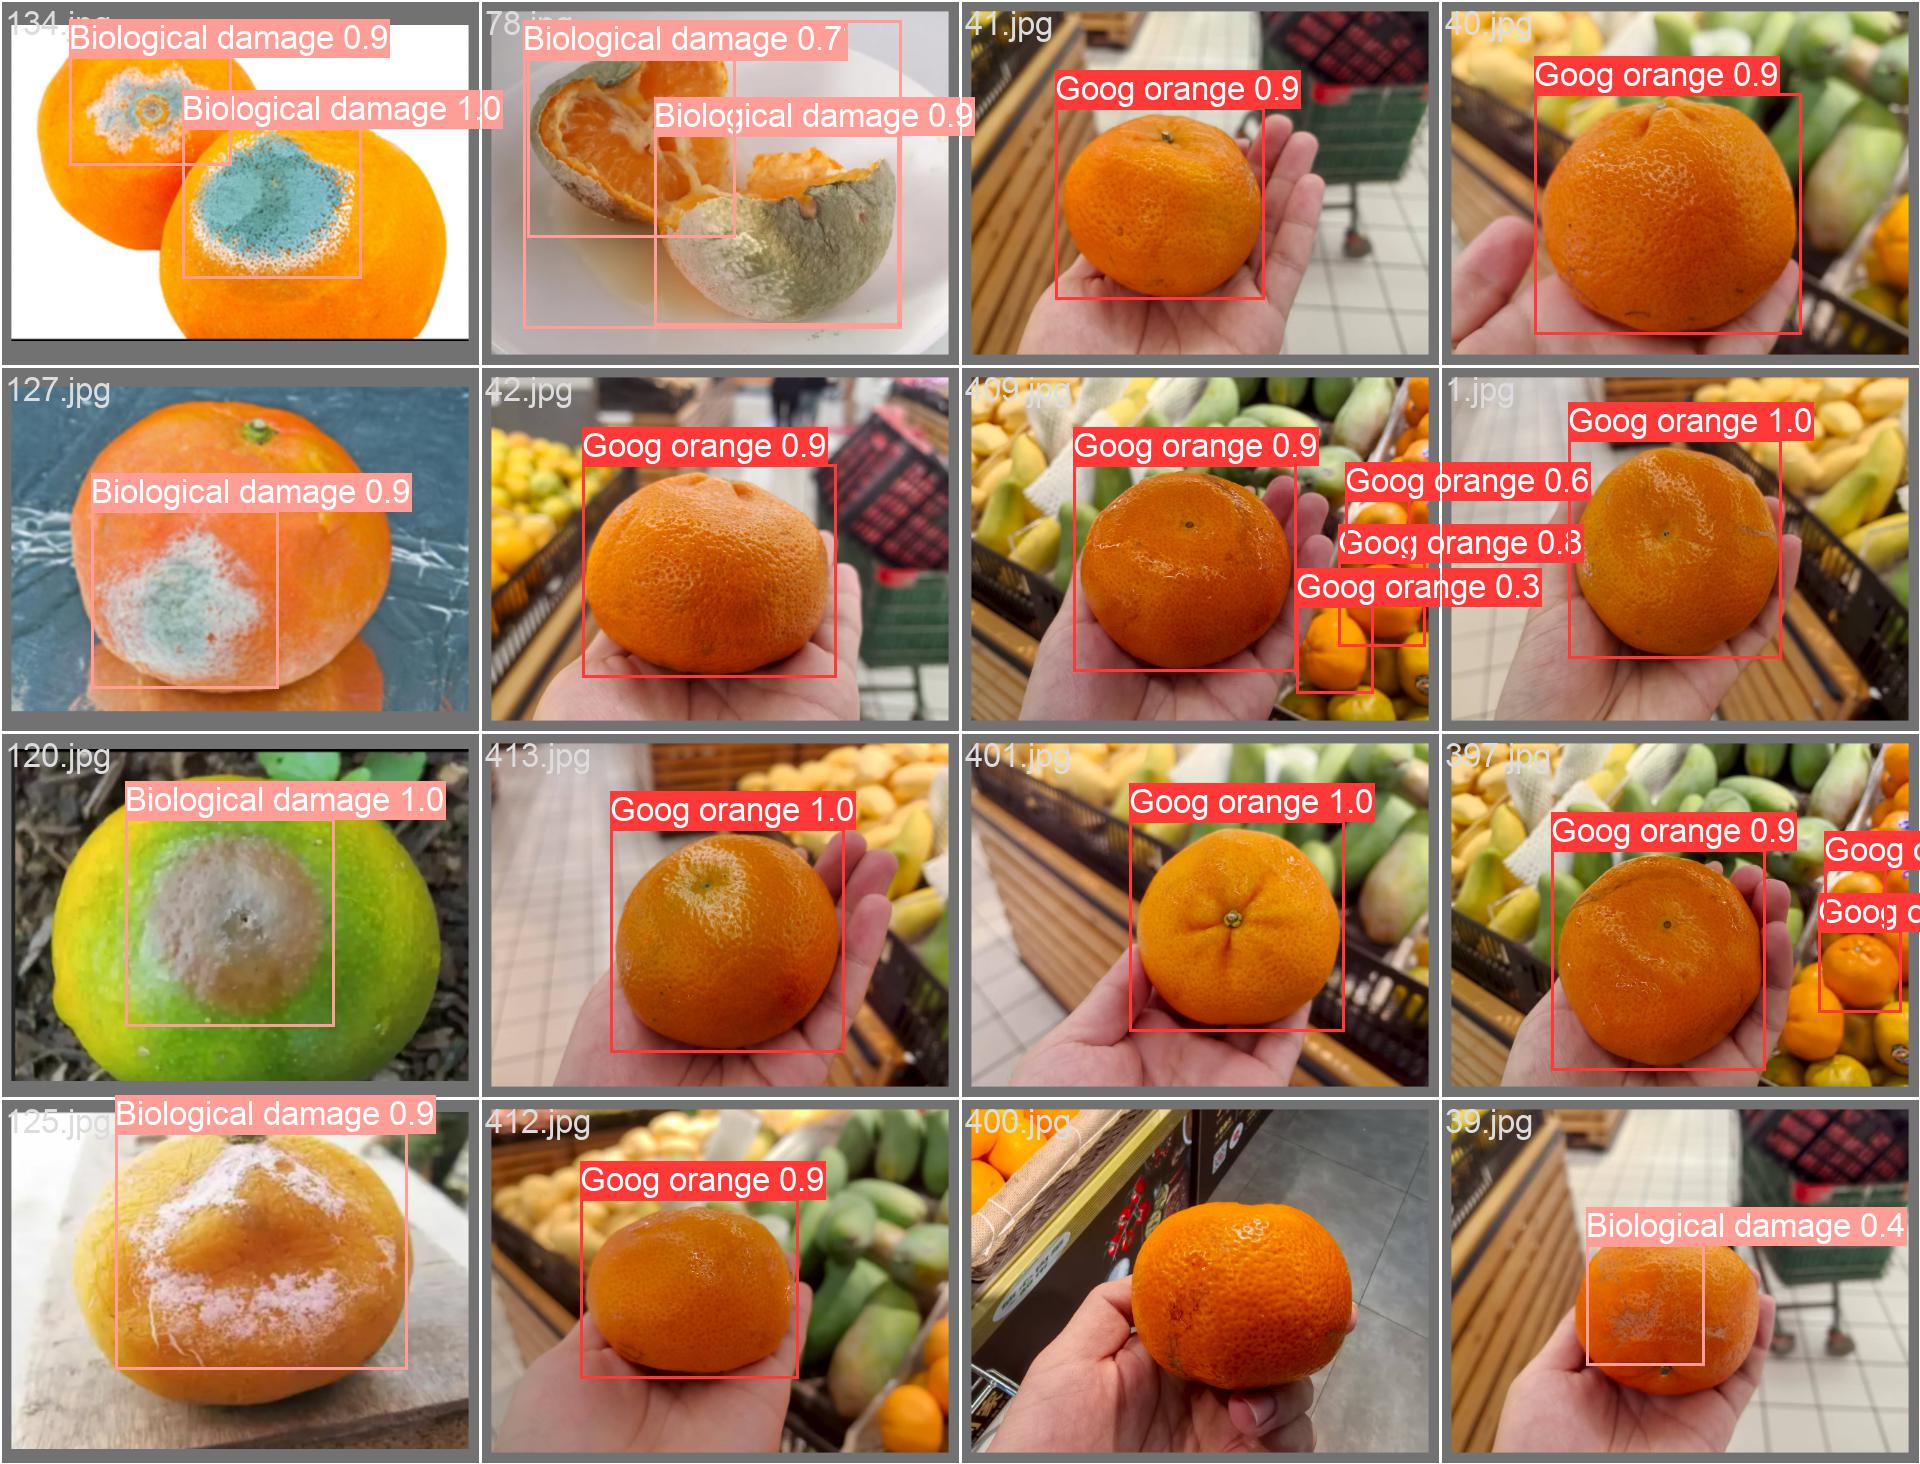 134.jpg
Biological damage 0.9
Biological damage 1.0
78.jpg
Biological damage 0.7
Biological damage 0.9
41.jpg
Goog orange 0.9
40.jpg
Goog orange 0.9
127.jpg
Biological damage 0.9
42.jpg
Goog orange 0.9
409.jpg
Goog orange 0.9
Goog orange 0.6
Goog orange 0.8
Goog orange 0.3
1.jpg
Goog orange 1.0
120.jpg
Biological damage 1.0
413.jpg
Goog orange 1.0
401.jpg
Goog orange 1.0
397.jpg
Goog orange 0.9
Goog
Goog
125.jpg
Biological damage 0.9
412.jpg
Goog orange 0.9
400.jpg
39.jpg
Biological damage 0.4